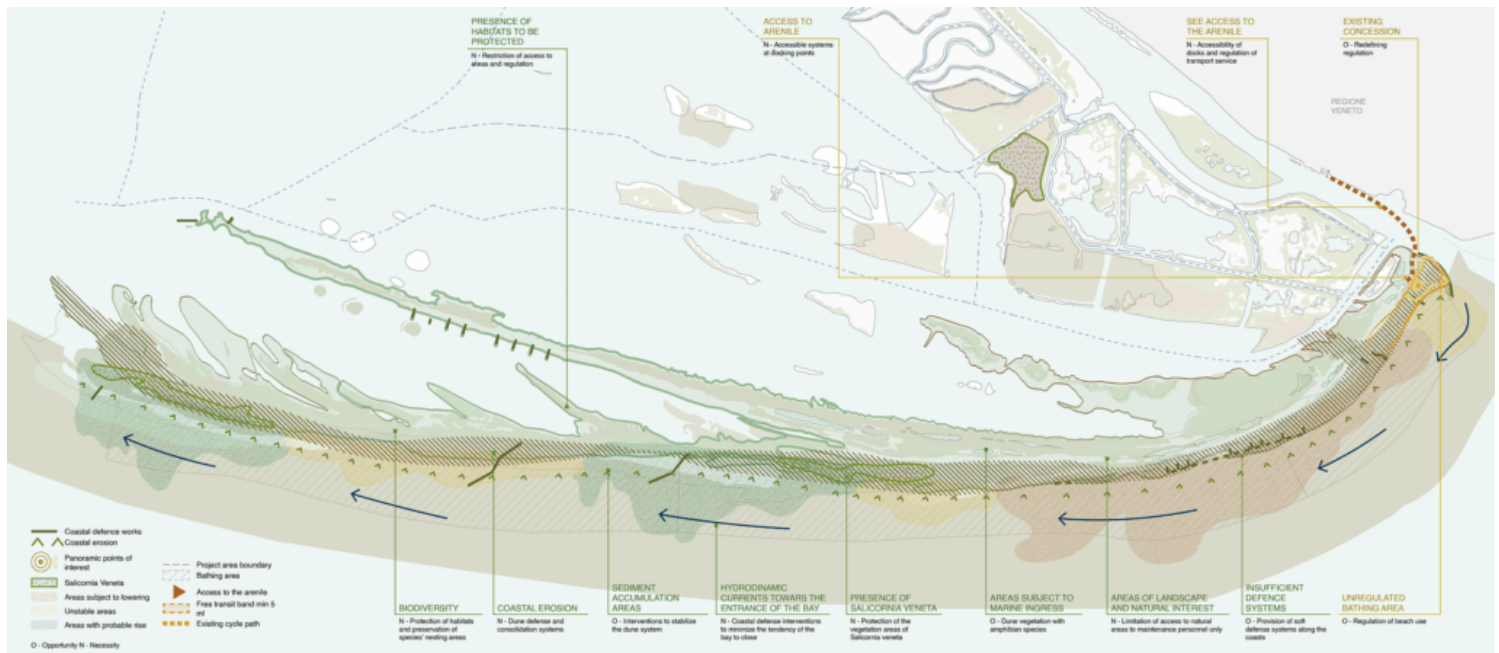 PRESENCE OF
HABITATS TO BE
PROTECTED
N - Restriction of access to
areas and regulation
ACCESS TO
ARENILE
N - Accessible systems
at docking points
SEE ACCESS TO
THE ARENILE
N - Accessibility of
docks and regulation of
transport service
EXISTING
CONCESSION
O - Redefining
regulation
REGIONE
VENETO
Coastal defence works
Coastal erosion
Panoramic points of
interest
Salicornia Veneta
Areas subject to lowering
Unstable areas
Areas with probable rise
Project area boundary
Bathing area
Access to the arenile
Free transit band min 5
ml
Existing cycle path
O - Opportunity N - Necessity
BIODIVERSITY
N - Protection of habitats
and preservation of
species' nesting areas
COASTAL EROSION
N - Dune defense and
consolidation systems
SEDIMENT
ACCUMULATION
AREAS
O - Interventions to stabilize
the dune system
HYDRODINAMIC
CURRENTS TOWARNS THE
ENTRANCE OF THE BAY
N - Coastal defense interventions
to minimize the tendency of the
bay to close
PRESENCE OF
SALICORNIA VENETA
N - Protection of the
vegetation areas of
Salicornia veneta
AREAS SUBJECT TO
MARINE INGRESS
O - Dune vegetation with
amphibian species
AREAS OF LANDSCAPE
AND NATURAL INTEREST
N - Limitation of access to natural
areas to maintenance personnel only
INSUFFICIENT
DEFENCE
SYSTEMS
O - Provision of soft
defense systems along the
coasts
UNREGULATED
BATHING AREA
O - Regulation of beach use